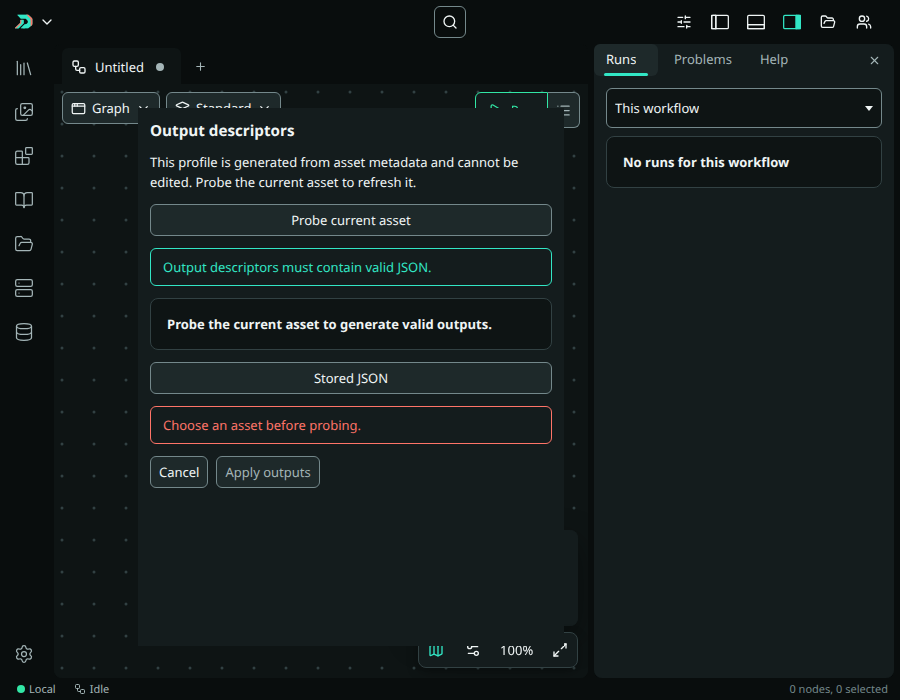 Untitled
Runs
Problems
Help
Graph
Standard
This workflow
No runs for this workflow
Output descriptors
This profile is generated from asset metadata and cannot be
edited. Probe the current asset to refresh it.
Probe current asset
Output descriptors must contain valid JSON.
Probe the current asset to generate valid outputs.
Stored JSON
Choose an asset before probing.
Cancel
Apply outputs
100%
Local
Idle
0 nodes, 0 selected